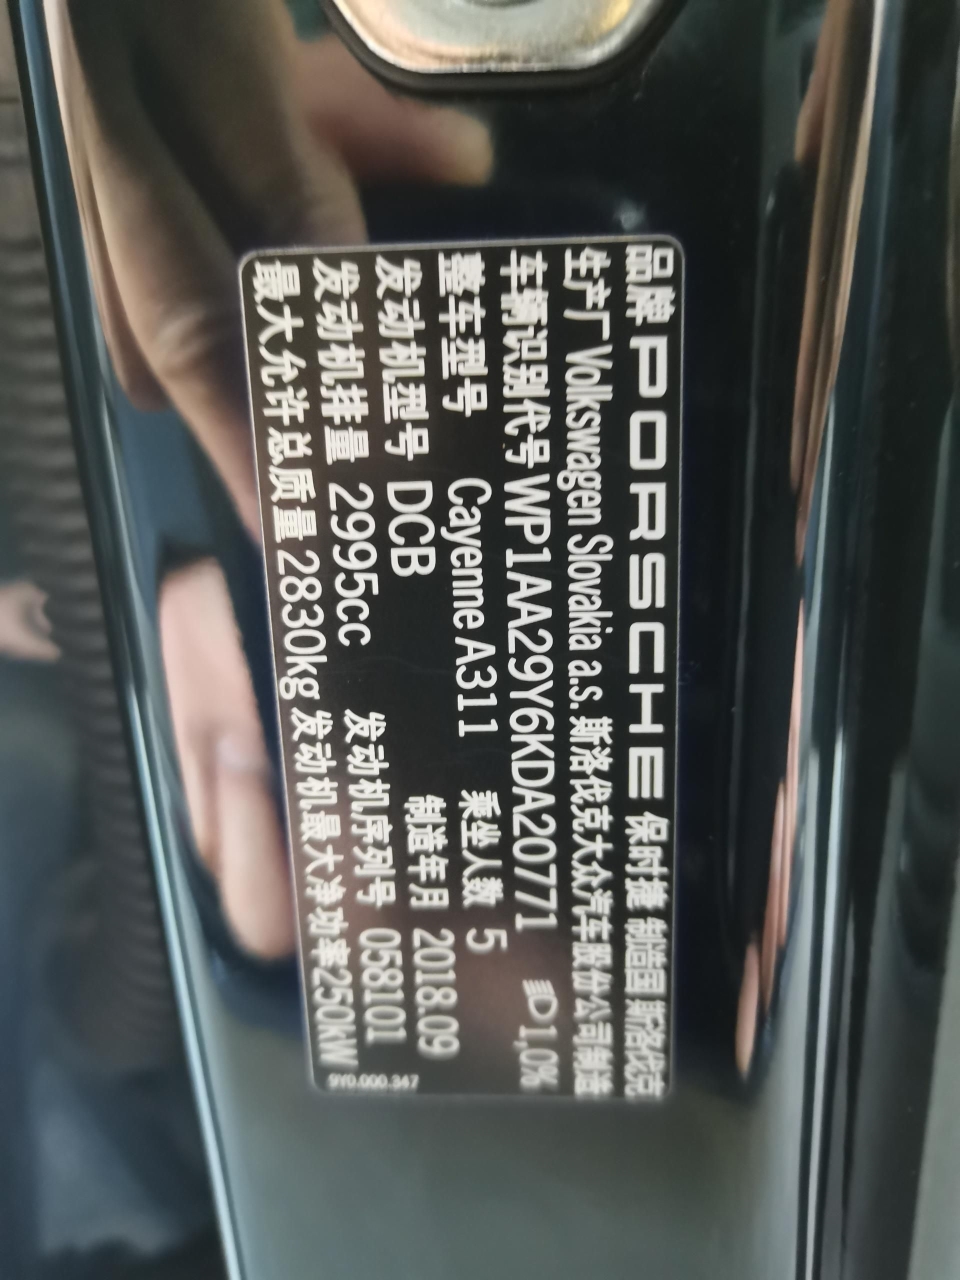 品牌 PORSCHE 保时捷 制造国 斯洛伐克
生产厂 Volkswagen Slovakia a.s. 斯洛伐克大众汽车股份公司制造
车辆识别代号 WP1AA29Y6KDA20771 1,0%
整车型号 Cayenne A311 乘坐人数 5
发动机型号 DCB 制造年月 2018.09
发动机排量 2995cc 发动机序列号 058101
最大允许总质量 2830kg 发动机最大净功率 250kW
9Y0.000.347